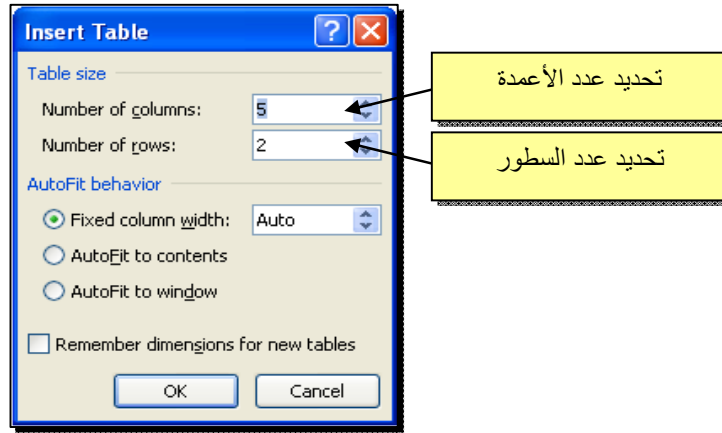 Insert Table
Table size
Number of columns: 5
Number of rows: 2
AutoFit behavior
Fixed column width: Auto
AutoFit to contents
AutoFit to window
Remember dimensions for new tables
OK Cancel
تحديد عدد الأعمدة
تحديد عدد السطور